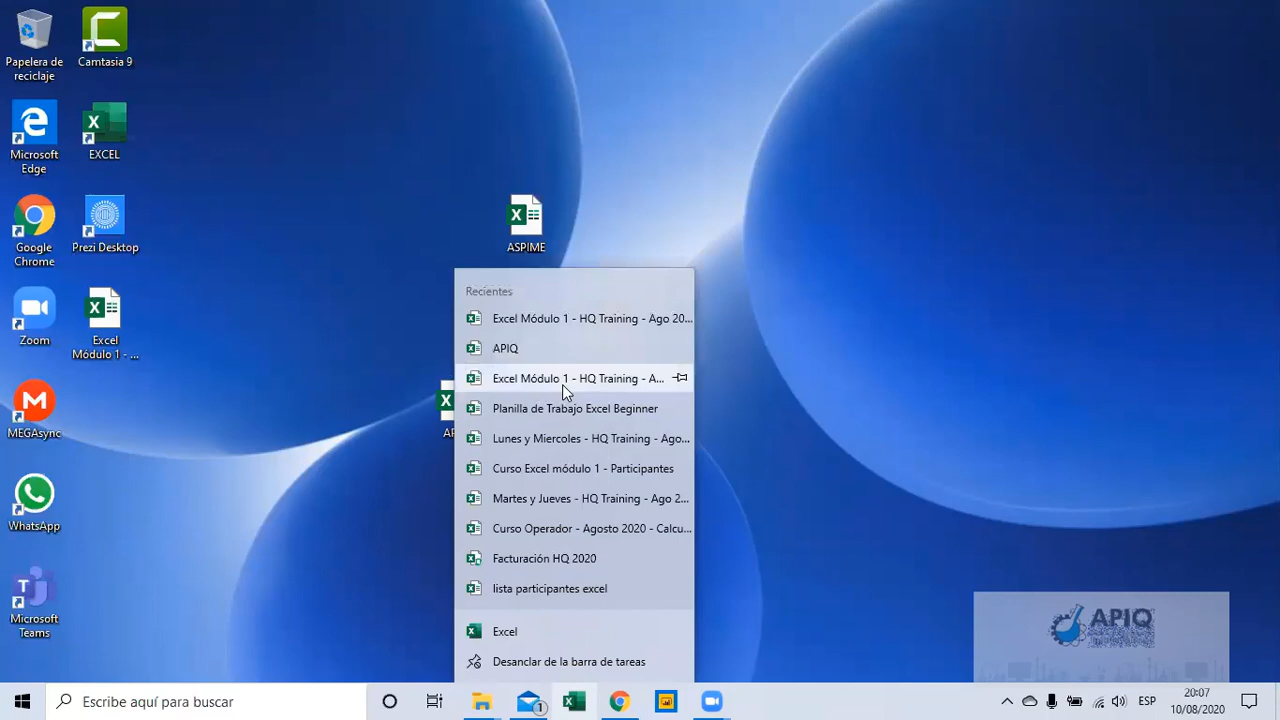 Papelera de
reciclaje
Camtasia 9
Microsoft
Edge
EXCEL
Google
Chrome
Prezi Desktop
Zoom
Excel
Módulo 1 - ...
MEGAsync
WhatsApp
Microsoft
Teams
ASPIME
Recientes
Excel Módulo 1 - HQ Training - Ago 20...
APIQ
Excel Módulo 1 - HQ Training - A...
Planilla de Trabajo Excel Beginner
Lunes y Miercoles - HQ Training - Ago...
Curso Excel módulo 1 - Participantes
Martes y Jueves - HQ Training - Ago 2...
Curso Operador - Agosto 2020 - Calcu...
Facturación HQ 2020
lista participantes excel
Excel
Desanclar de la barra de tareas
APIQ
Escribe aquí para buscar
1
ESP
20:07
10/08/2020